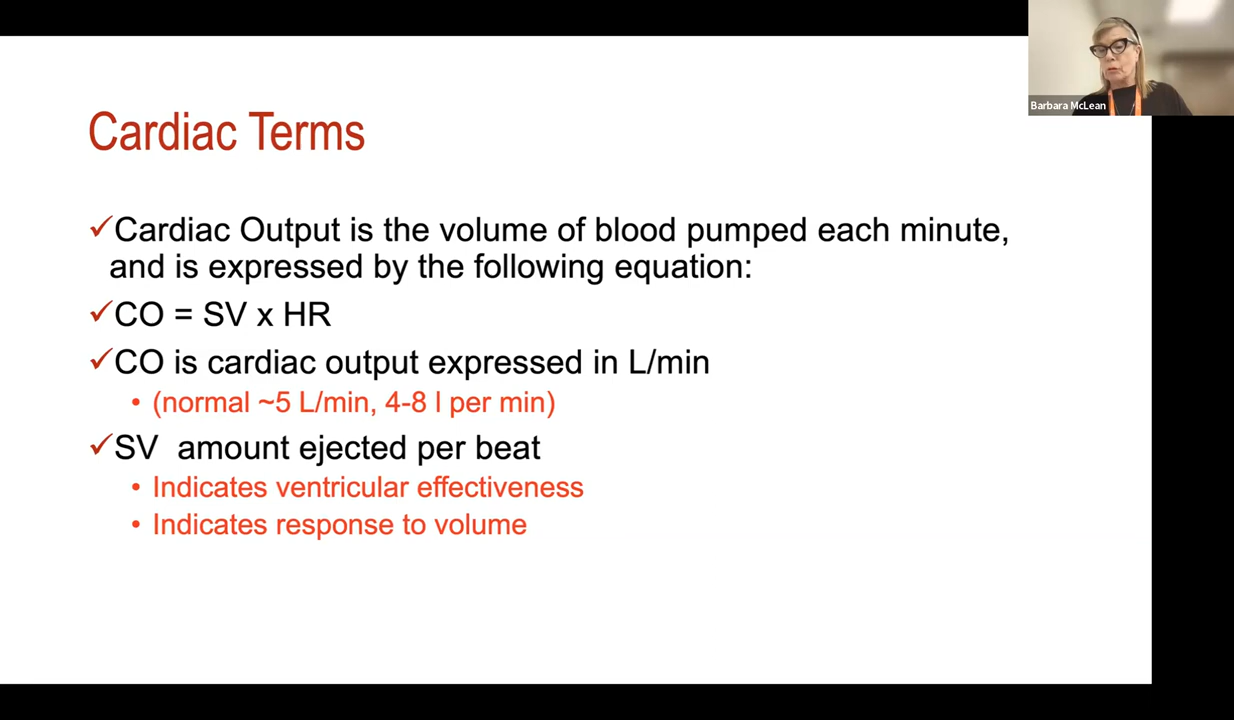 Barbara McLean
Cardiac Terms
✓Cardiac Output is the volume of blood pumped each minute,
and is expressed by the following equation:
✓CO = SV x HR
✓CO is cardiac output expressed in L/min
• (normal ~5 L/min, 4-8 l per min)
✓SV  amount ejected per beat
• Indicates ventricular effectiveness
• Indicates response to volume